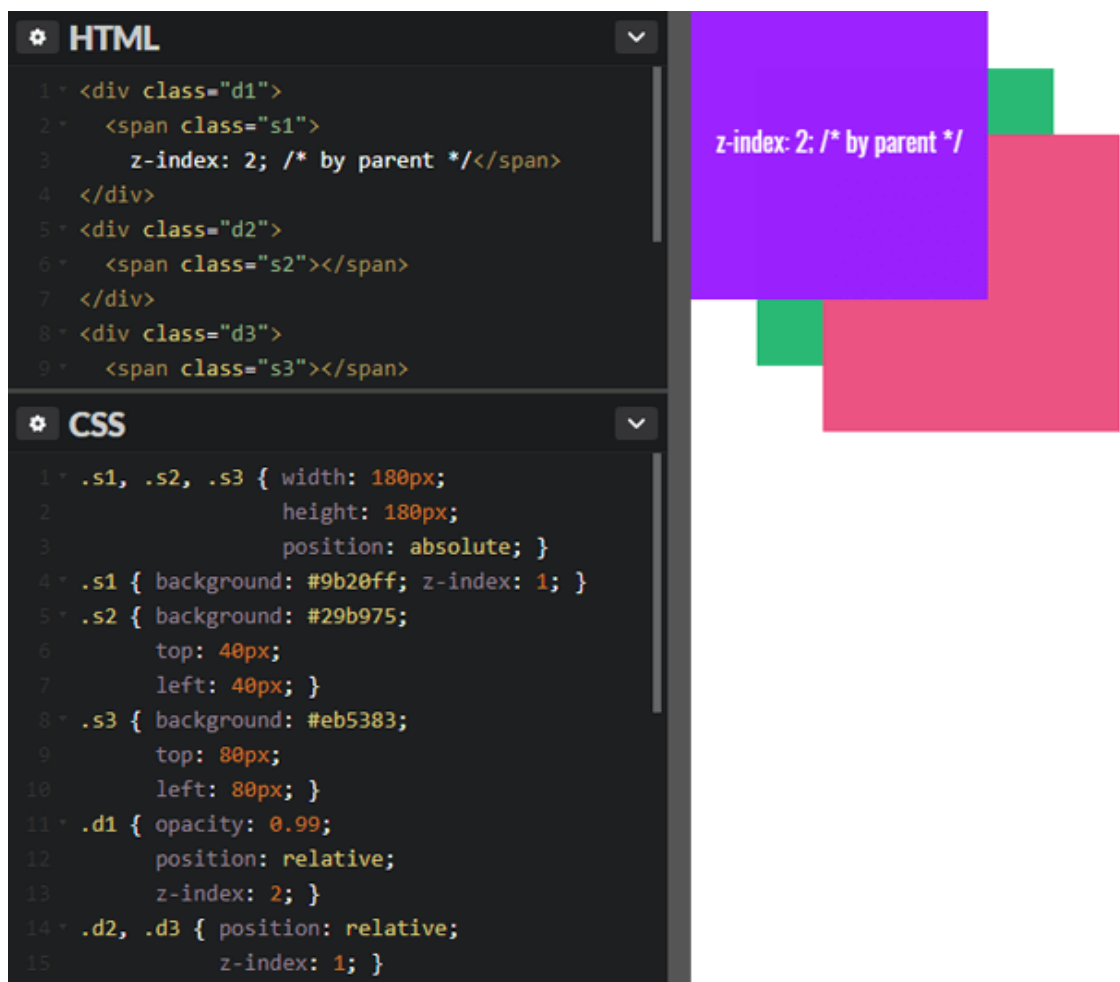 HTML
1 <div class="d1">
2 <span class="s1">
3 z-index: 2; /* by parent */</span>
4 </div>
5 <div class="d2">
6 <span class="s2"></span>
7 </div>
8 <div class="d3">
9 <span class="s3"></span>
CSS
1 .s1, .s2, .s3 { width: 180px;
2 height: 180px;
3 position: absolute; }
4 .s1 { background: #9b20ff; z-index: 1; }
5 .s2 { background: #29b975;
6 top: 40px;
7 left: 40px; }
8 .s3 { background: #eb5383;
9 top: 80px;
10 left: 80px; }
11 .d1 { opacity: 0.99;
12 position: relative;
13 z-index: 2; }
14 .d2, .d3 { position: relative;
15 z-index: 1; }
z-index: 2; /* by parent */